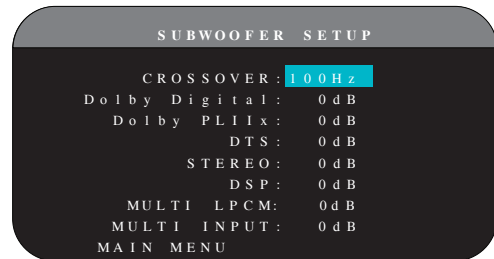 SUBWOOFER SETUP
CROSSOVER: 100Hz
Dolby Digital: 0dB
Dolby PLIIx: 0dB
DTS: 0dB
STEREO: 0dB
DSP: 0dB
MULTI LPCM: 0dB
MULTI INPUT: 0dB
MAIN MENU